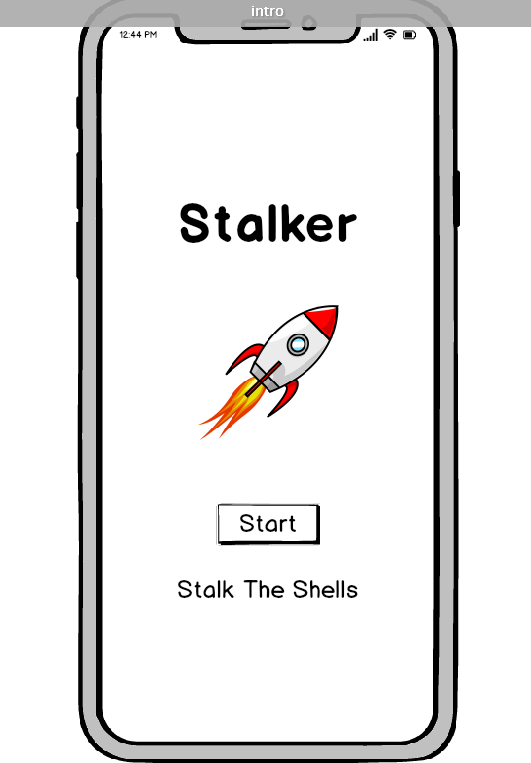 intro
12:44 PM
Stalker
Start
Stalk The Shells